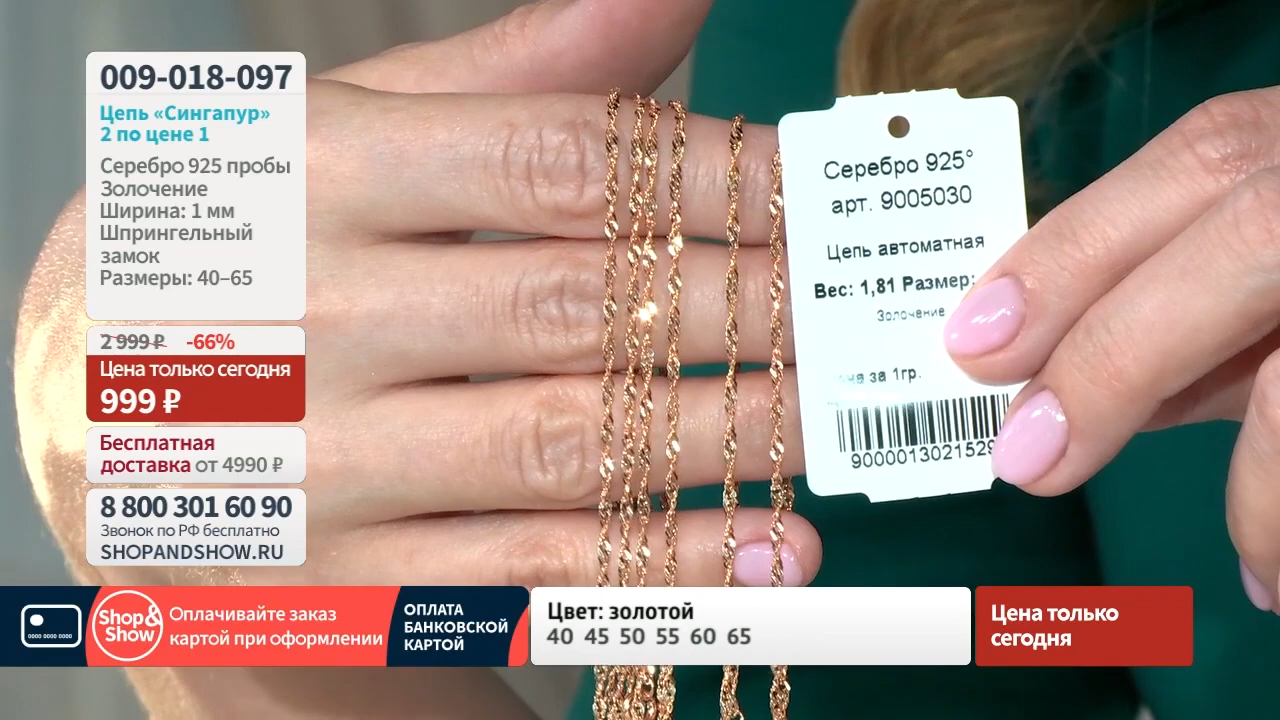 009-018-097
Цепь «Сингапур»
2 по цене 1
Серебро 925 пробы
Золочение
Ширина: 1 мм
Шпрингельный
замок
Размеры: 40–65
2 999 ₽ -66%
Цена только сегодня
999 ₽
Бесплатная
доставка от 4990 ₽
8 800 301 60 90
Звонок по РФ бесплатно
SHOPANDSHOW.RU
Серебро 925°
арт. 9005030
Цепь автоматная
Вес: 1,81 Размер:
Золочение
за 1гр.
9000013021529
0000 0000 0000
Shop&
Show
Оплачивайте заказ
картой при оформлении
ОПЛАТА
БАНКОВСКОЙ
КАРТОЙ
Цвет: золотой
40 45 50 55 60 65
Цена только
сегодня